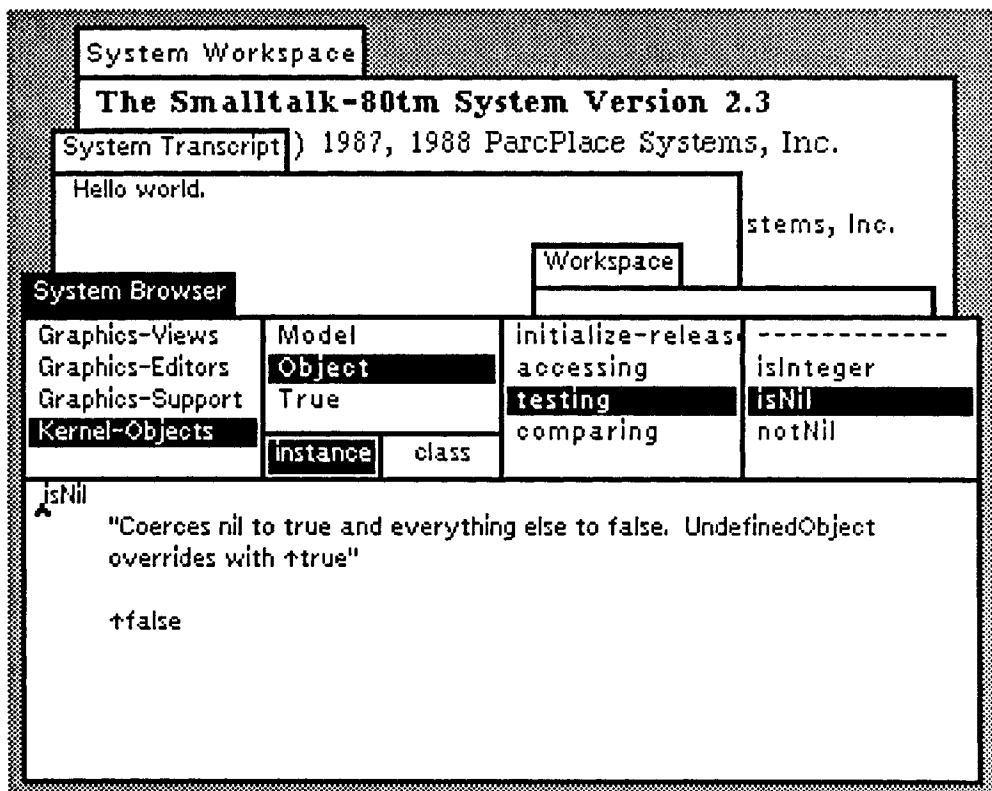 System Workspace
The Smalltalk-80tm System Version 2.3
System Transcript
) 1987, 1988 ParcPlace Systems, Inc.
Hello world.
stems, Inc.
Workspace
System Browser
Graphics-Views
Graphics-Editors
Graphics-Support
Kernel-Objects
Model
Object
True
instance class
initialize-releas
accessing
testing
comparing
------------
isInteger
isNil
notNil
isNil
"Coerces nil to true and everything else to false. UndefinedObject
overrides with ↑true"
↑false